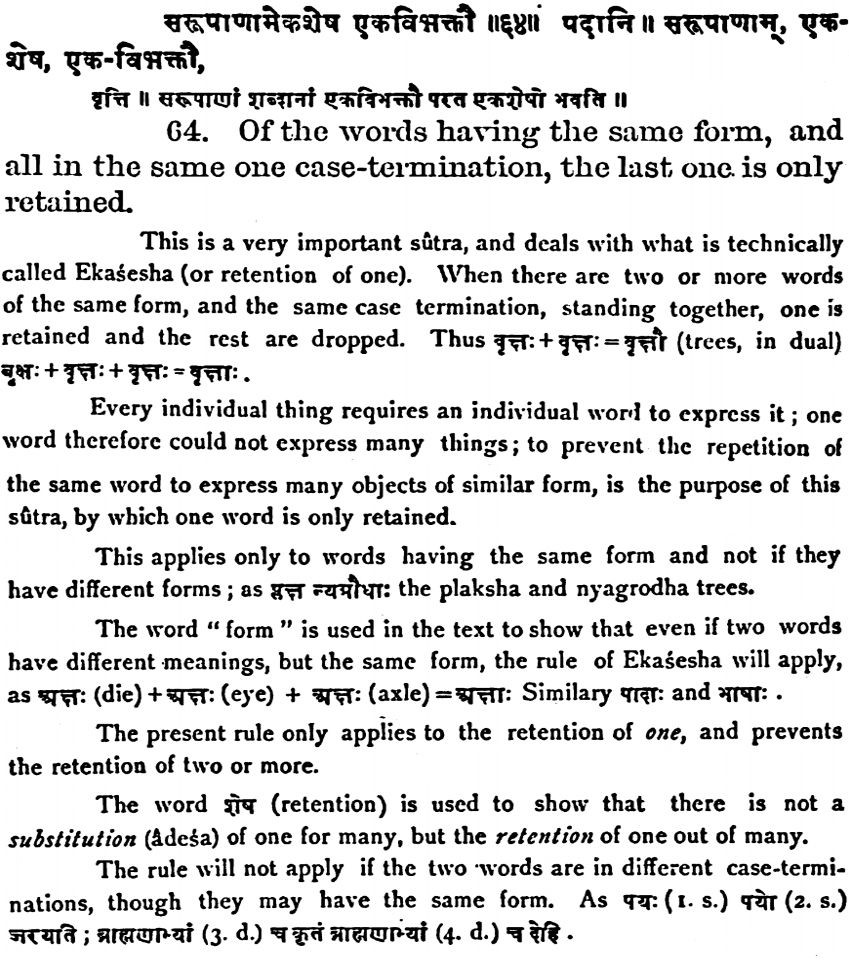 सरूपाणामेकशेष एकविभक्तौ ॥६४॥ पदानि ॥ सरूपाणाम्, एक-
शेष, एक-विभक्तौ,
वृत्ति ॥ सरूपाणां शब्दानां एकविभक्तौ परत एकशेषो भवति ॥
64. Of the words having the same form, and
all in the same one case-termination, the last one is only
retained.
This is a very important sûtra, and deals with what is technically
called Ekaśesha (or retention of one). When there are two or more words
of the same form, and the same case termination, standing together, one is
retained and the rest are dropped. Thus वृक्षः + वृक्षः = वृक्षौ (trees, in dual)
बृक्षः + वृक्षः + वृक्षः = वृक्षाः .
Every individual thing requires an individual word to express it ; one
word therefore could not express many things ; to prevent the repetition of
the same word to express many objects of similar form, is the purpose of this
sûtra, by which one word is only retained.
This applies only to words having the same form and not if they
have different forms ; as प्लक्ष न्यग्रोधाः the plaksha and nyagrodha trees.
The word " form " is used in the text to show that even if two words
have different meanings, but the same form, the rule of Ekaśesha will apply,
as अक्षः (die) + अक्षः (eye) + अक्षः (axle) = अक्षाः Similary पादाः and भाषाः .
The present rule only applies to the retention of one, and prevents
the retention of two or more.
The word शेष (retention) is used to show that there is not a
substitution (âdeśa) of one for many, but the retention of one out of many.
The rule will not apply if the two words are in different case-termi-
nations, though they may have the same form. As पयः (1. s.) पयो (2. s.)
जरयति ; ब्राह्मणाभ्यां (3. d.) च कृतं ब्राह्मणाभ्यां (4. d.) च देहि .